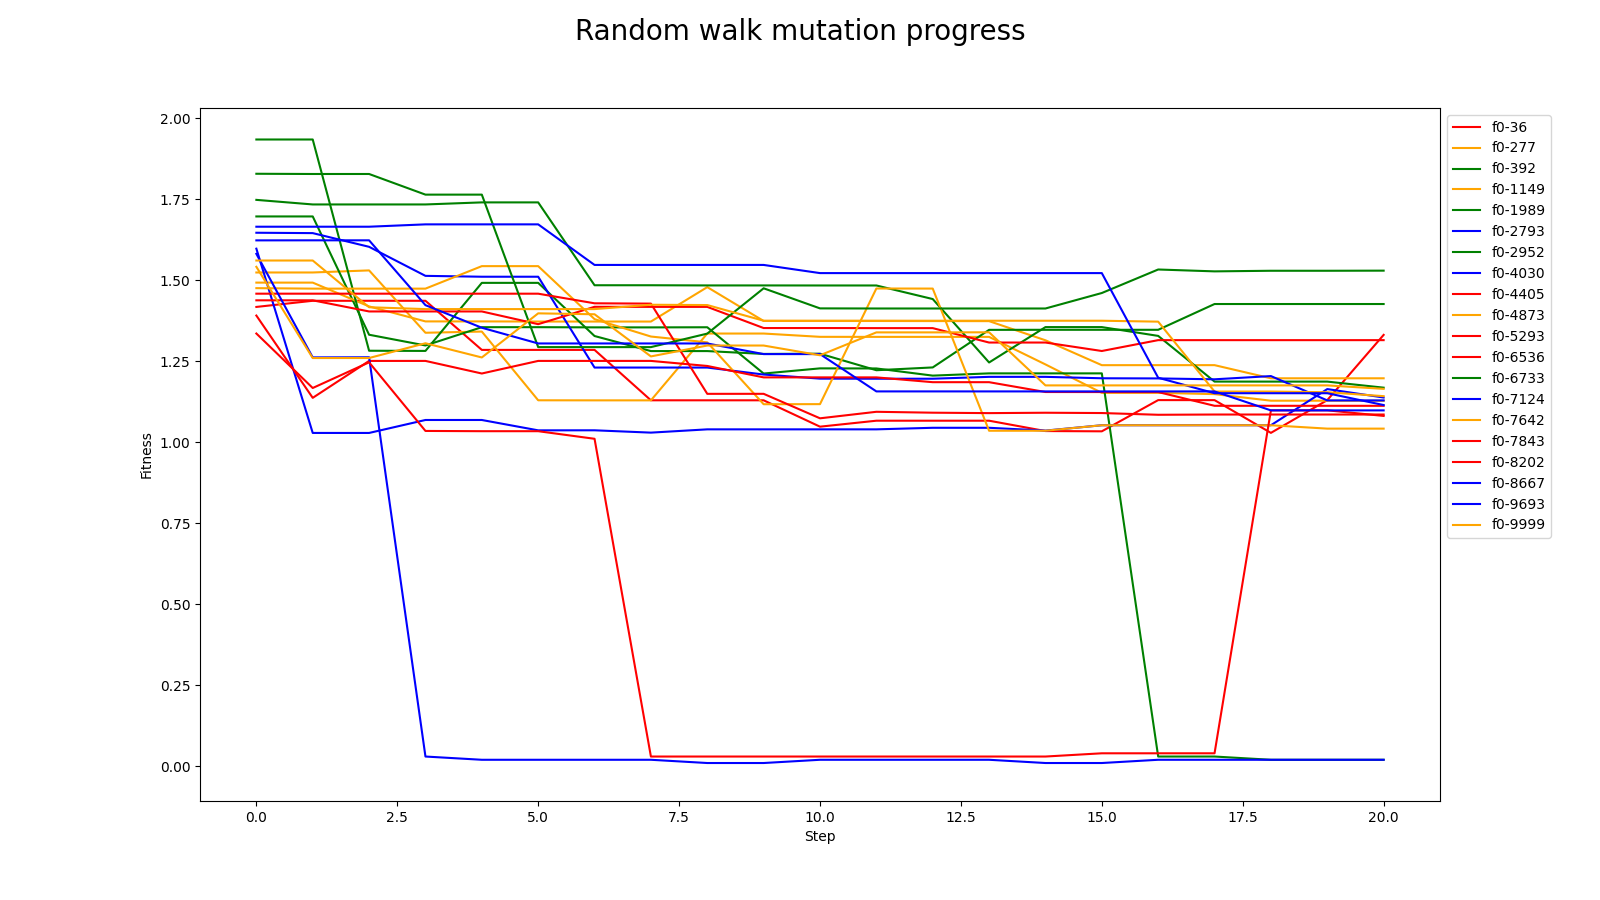 Random walk mutation progress
2.00
1.75
1.50
1.25
1.00
0.75
0.50
0.25
0.00
Fitness
0.0 2.5 5.0 7.5 10.0 12.5 15.0 17.5 20.0
Step
f0-36
f0-277
f0-392
f0-1149
f0-1989
f0-2793
f0-2952
f0-4030
f0-4405
f0-4873
f0-5293
f0-6536
f0-6733
f0-7124
f0-7642
f0-7843
f0-8202
f0-8667
f0-9693
f0-9999